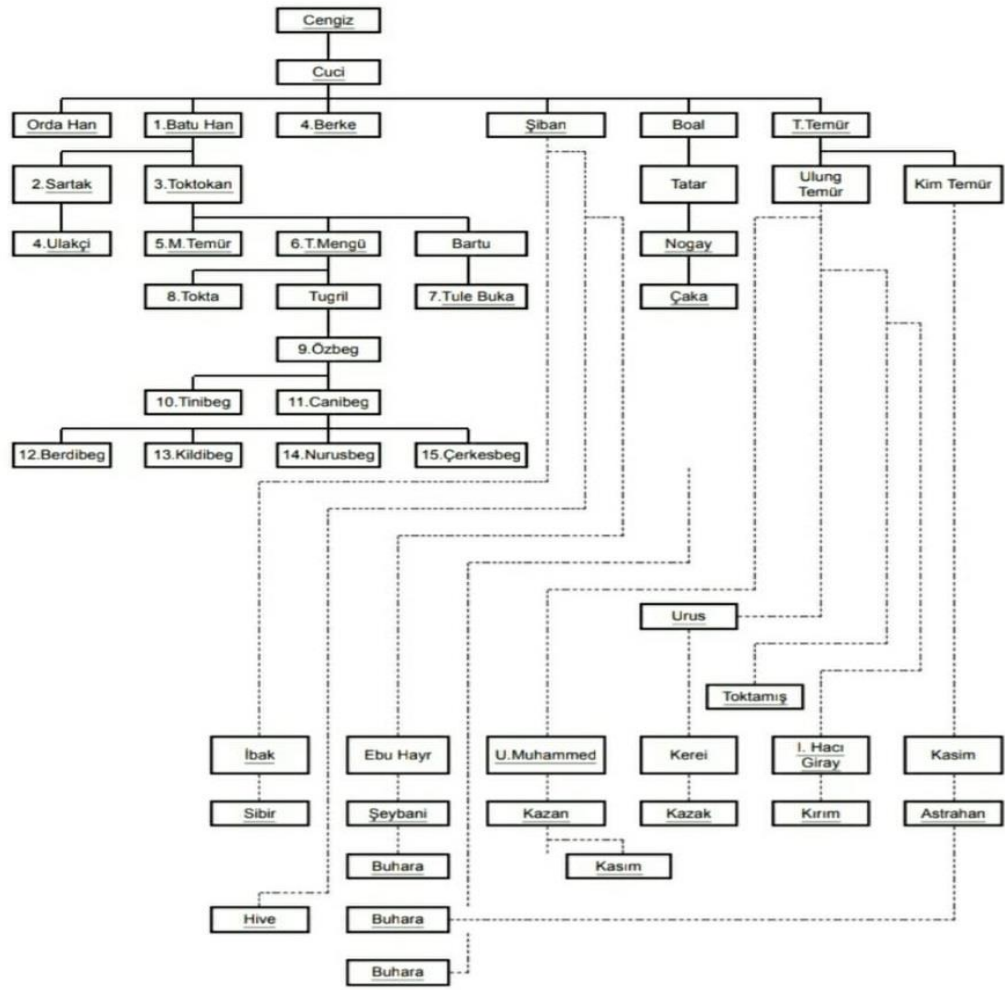 Cengiz
Cuci
Orda Han
1.Batu Han
4.Berke
Şiban
Boal
T.Temür
2.Sartak
3.Toktokan
Tatar
Ulung
Temür
Kim Temür
4.Ulakçi
5.M.Temür
6.T.Mengü
Bartu
Nogay
8.Tokta
Tugril
7.Tule Buka
Çaka
9.Özbeg
10.Tinibeg
11.Canibeg
12.Berdibeg
13.Kildibeg
14.Nurusbeg
15.Çerkesbeg
Urus
Toktamış
İbak
Ebu Hayr
U.Muhammed
Kerei
I. Hacı
Giray
Kasim
Sibir
Şeybani
Kazan
Kazak
Kırım
Astrahan
Buhara
Kasım
Hive
Buhara
Buhara